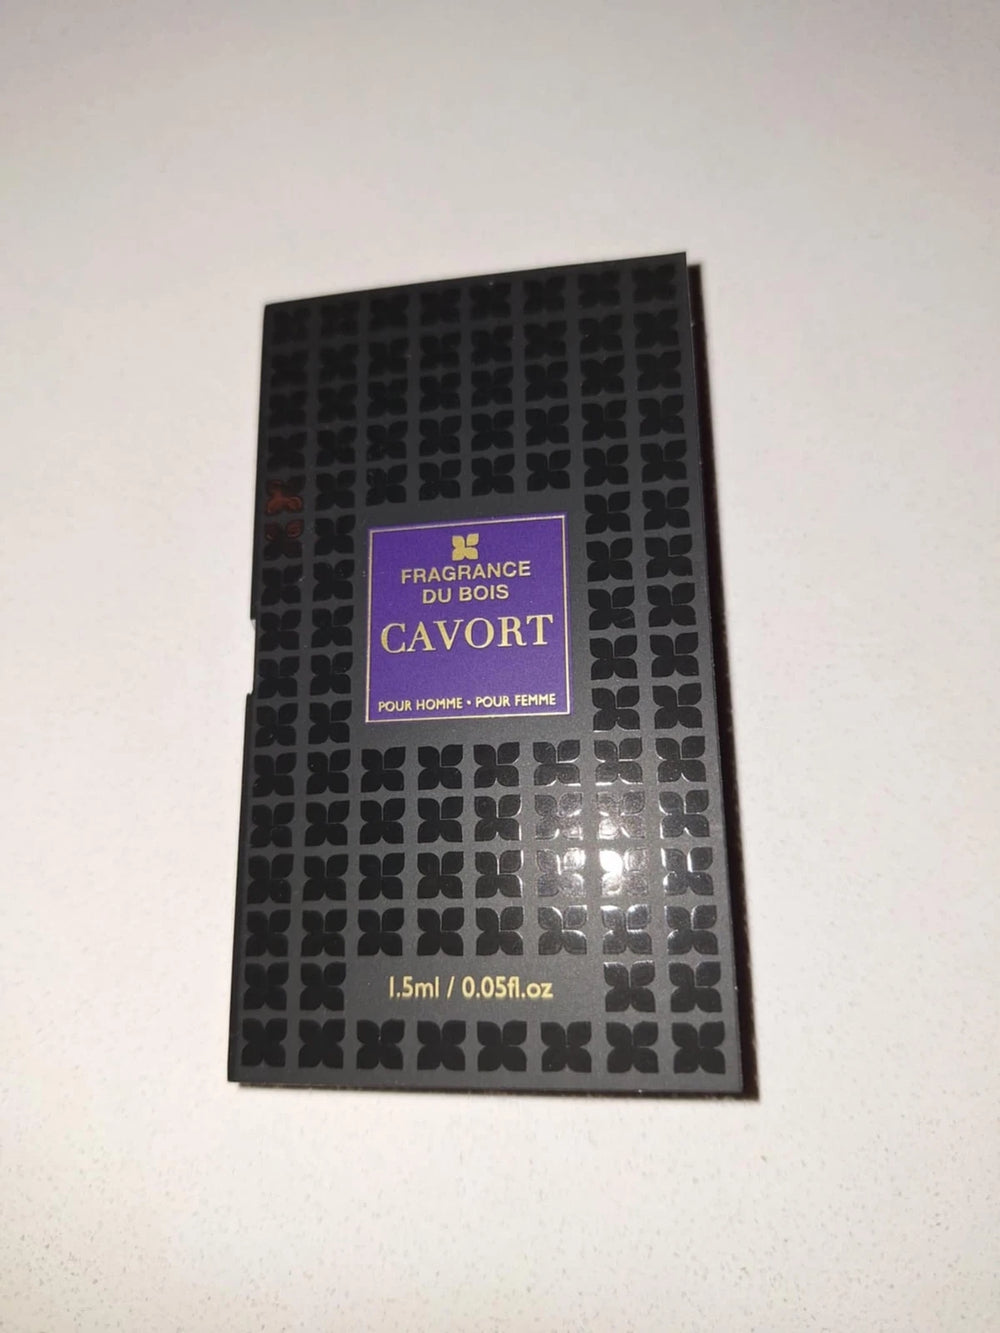 FRAGRANCE
DU BOIS
CAVORT
POUR HOMME • POUR FEMME
1.5ml / 0.05fl.oz